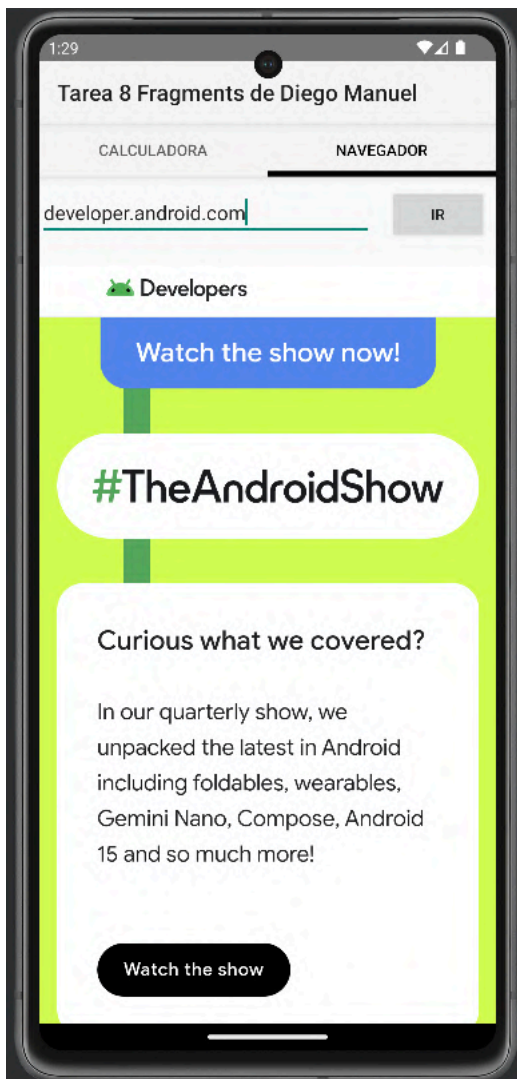 1:29
Tarea 8 Fragments de Diego Manuel
CALCULADORA NAVEGADOR
developer.android.com IR
Developers
Watch the show now!
#TheAndroidShow
Curious what we covered?
In our quarterly show, we
unpacked the latest in Android
including foldables, wearables,
Gemini Nano, Compose, Android
15 and so much more!
Watch the show